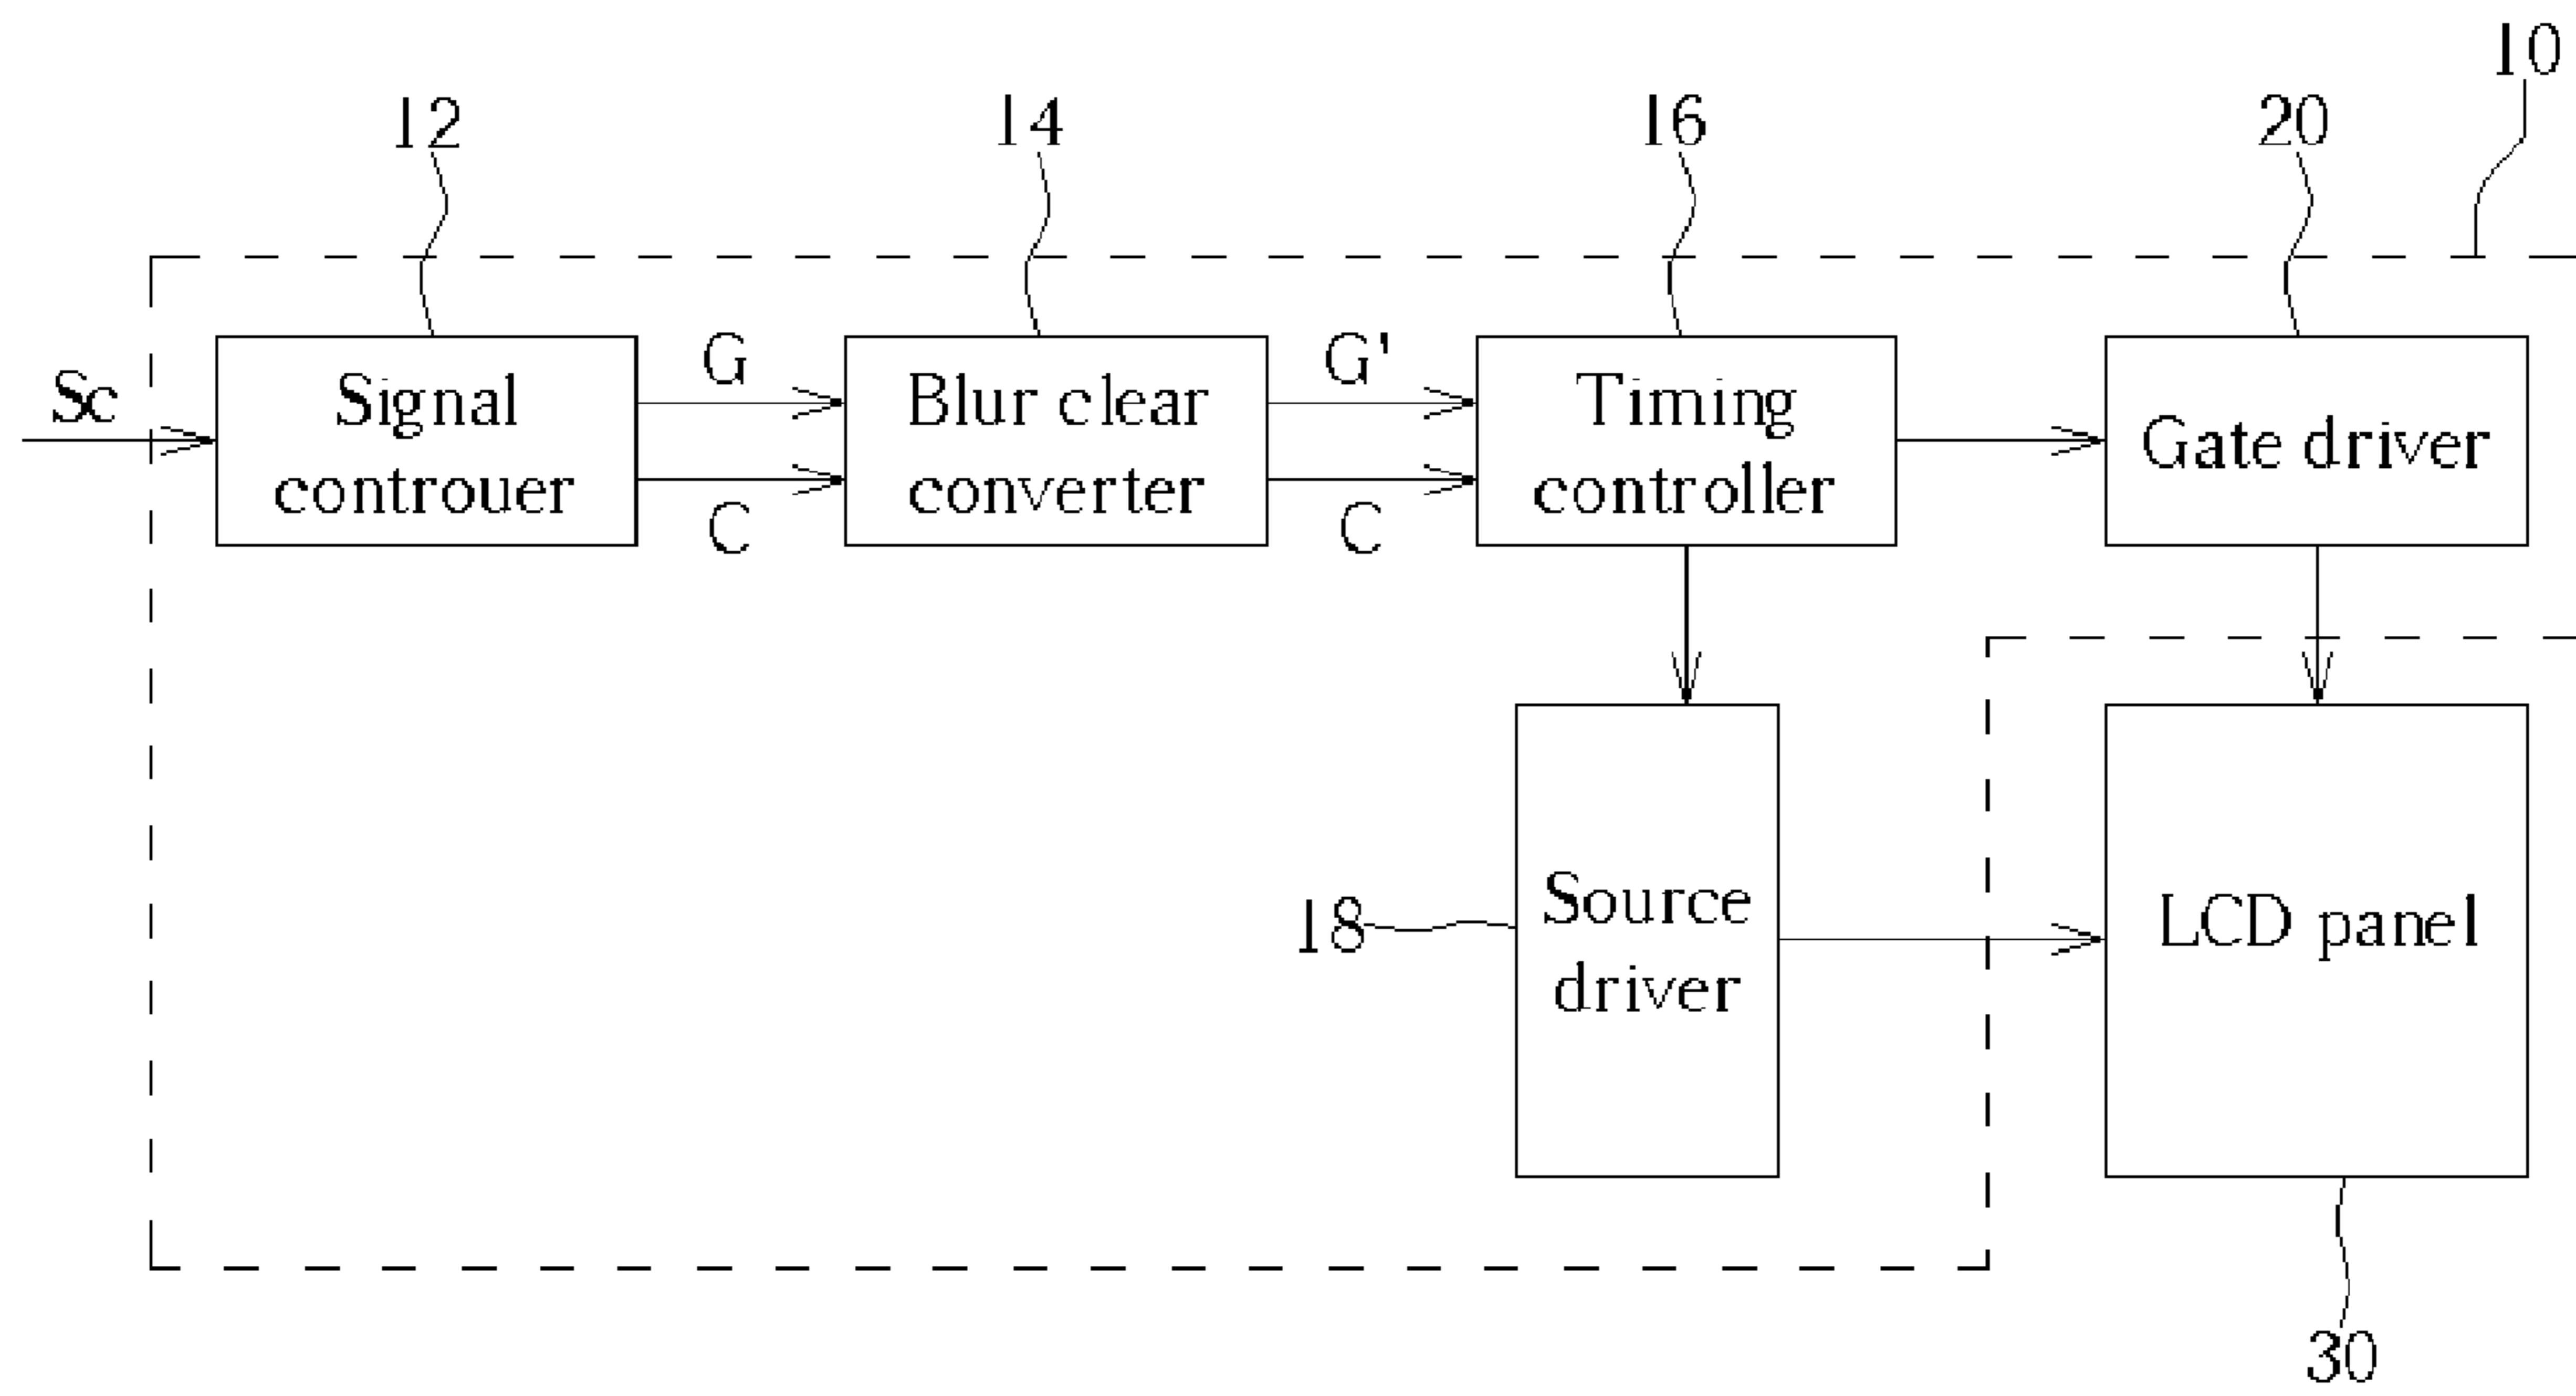 10
12
14
16
20
Sc
Signal
controuer
G
C
Blur clear
converter
G'
C
Timing
controller
Gate driver
18
Source
driver
LCD panel
30